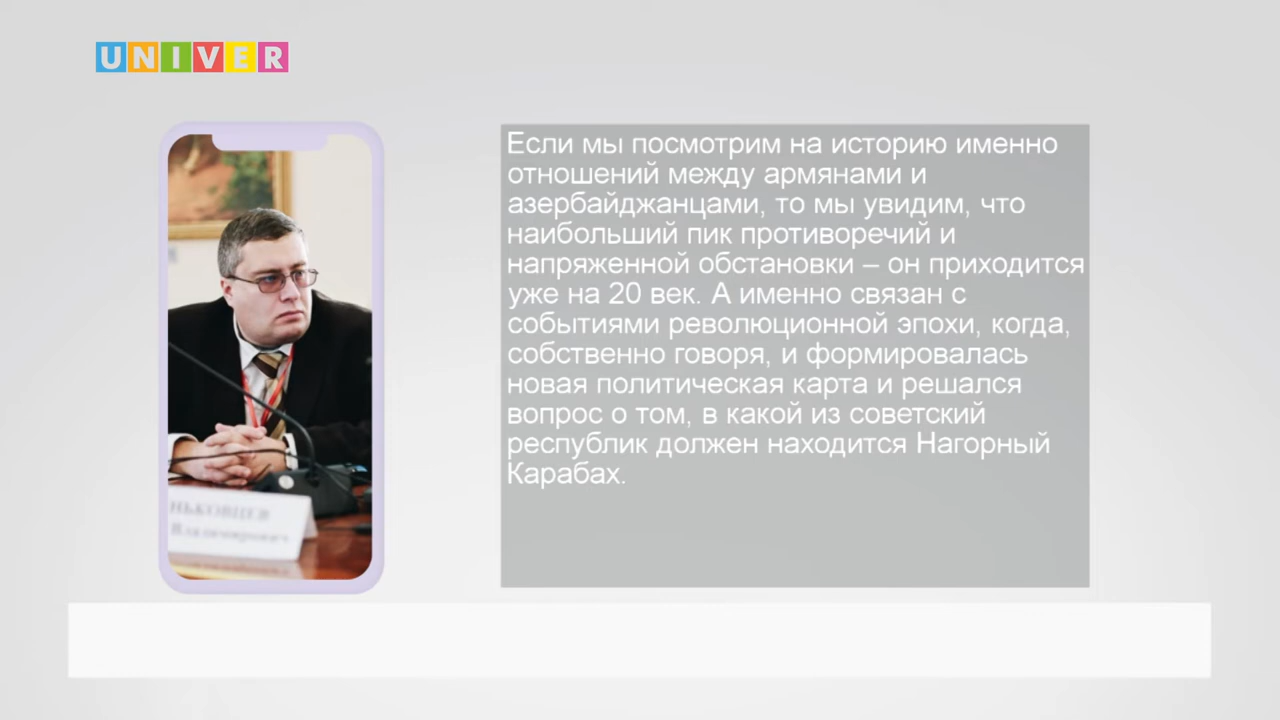 UNIVER
Если мы посмотрим на историю именно
отношений между армянами и
азербайджанцами, то мы увидим, что
наибольший пик противоречий и
напряженной обстановки – он приходится
уже на 20 век. А именно связан с
событиями революционной эпохи, когда,
собственно говоря, и формировалась
новая политическая карта и решался
вопрос о том, в какой из советский
республик должен находится Нагорный
Карабах.
НЬКОВЦЕВ
Владимирович